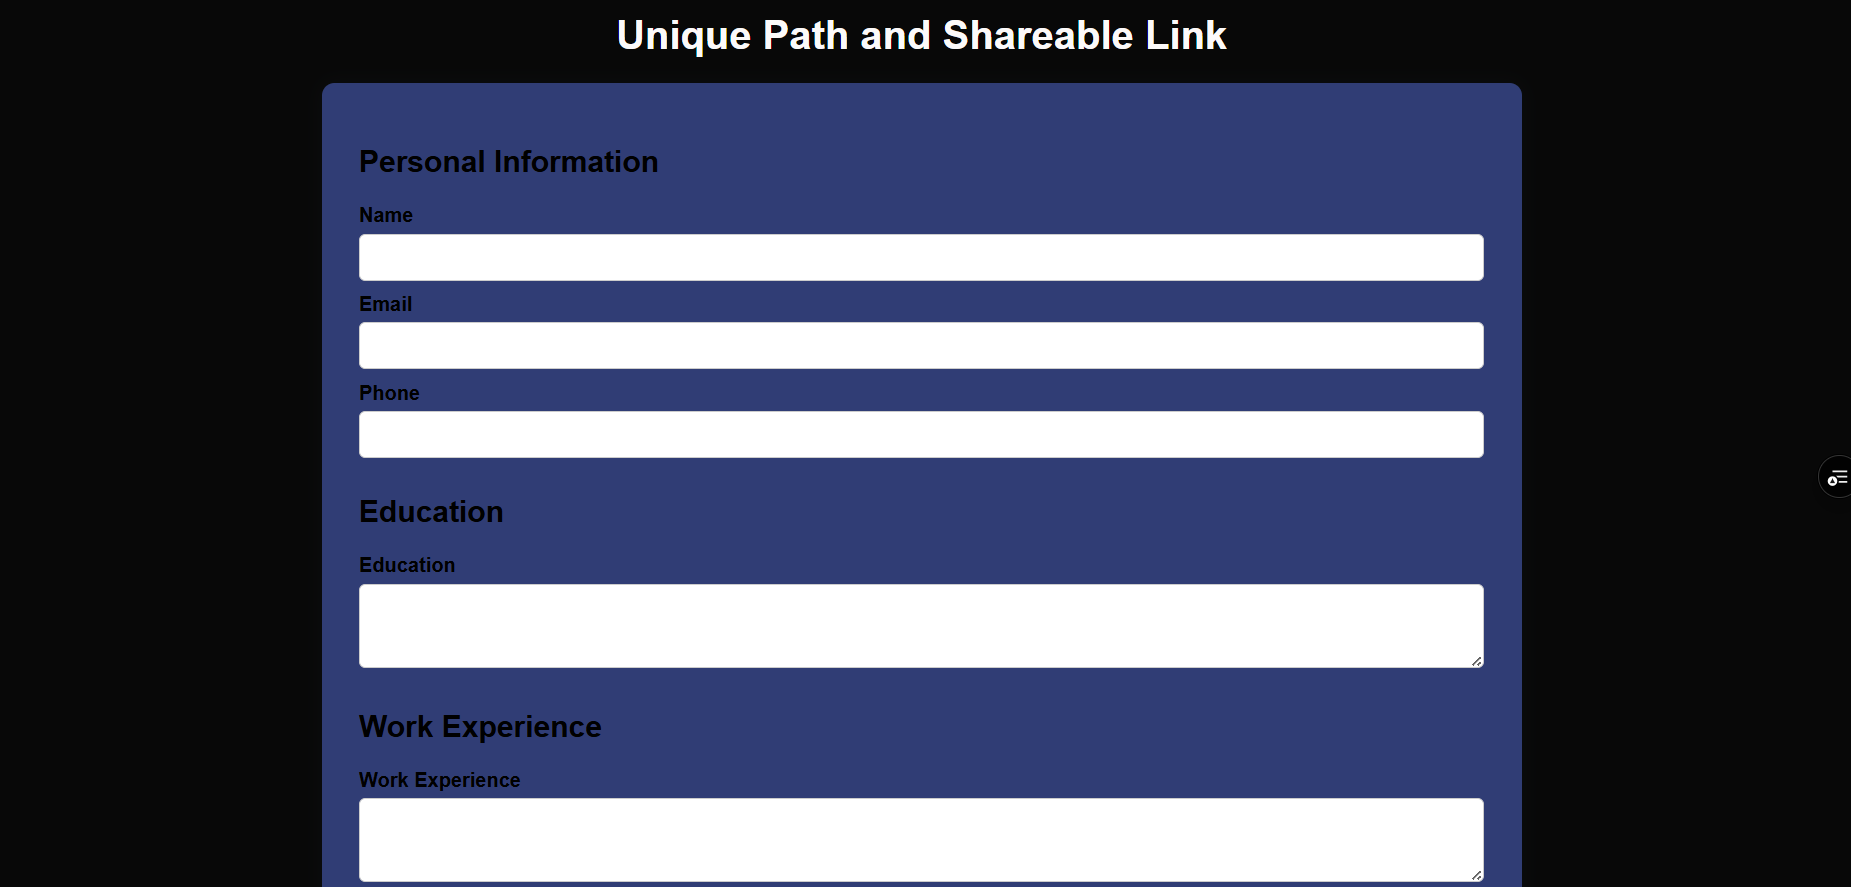 Unique Path and Shareable Link
Personal Information
Name
Email
Phone
Education
Education
Work Experience
Work Experience